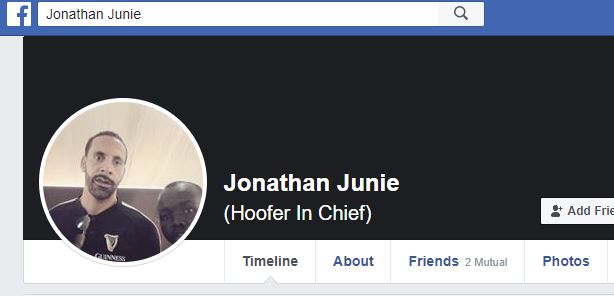 Jonathan Junie
Jonathan Junie
(Hoofer In Chief)
Add Frie
GUINNESS
Timeline
About
Friends 2 Mutual
Photos